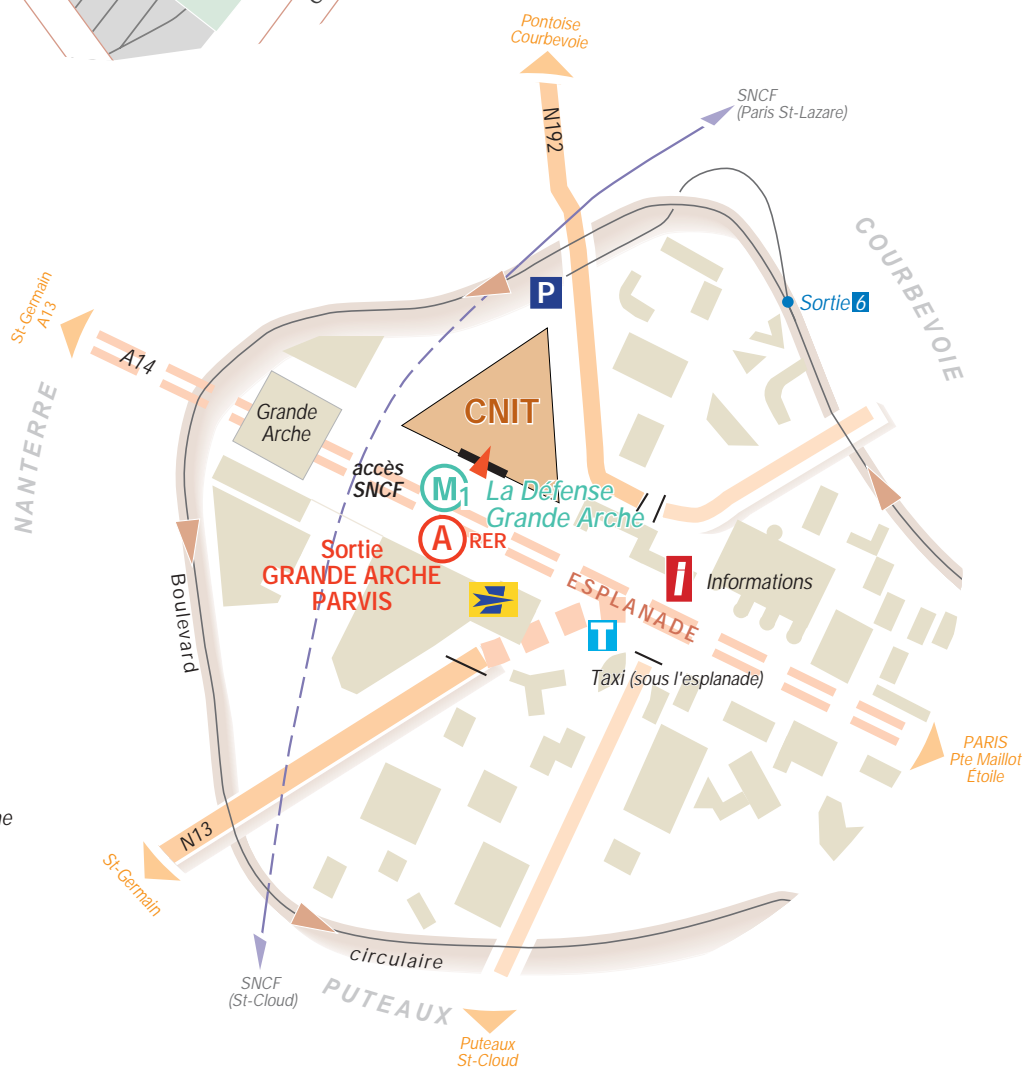 Pontoise
Courbevoie
N192
SNCF
(Paris St-Lazare)
COURBEVOIE
P
Sortie 6
St-Germain
A13
A14
NANTERRE
Grande
Arche
CNIT
accès
SNCF
M1
La Défense
Grande Arche
A RER
Sortie
GRANDE ARCHE
PARVIS
ESPLANADE
i Informations
T
Taxi (sous l'esplanade)
Boulevard
PARIS
Pte Maillot
Étoile
N13
St-Germain
circulaire
SNCF
(St-Cloud)
PUTEAUX
Puteaux
St-Cloud